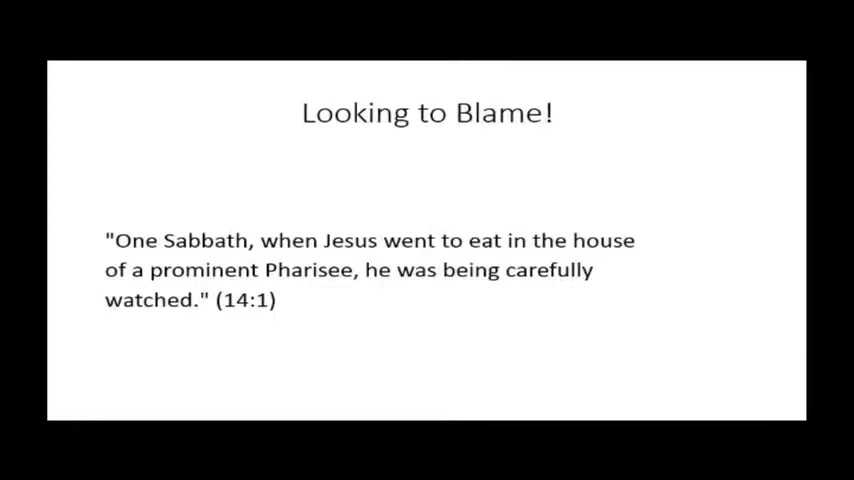 Looking to Blame!
"One Sabbath, when Jesus went to eat in the house
of a prominent Pharisee, he was being carefully
watched." (14:1)